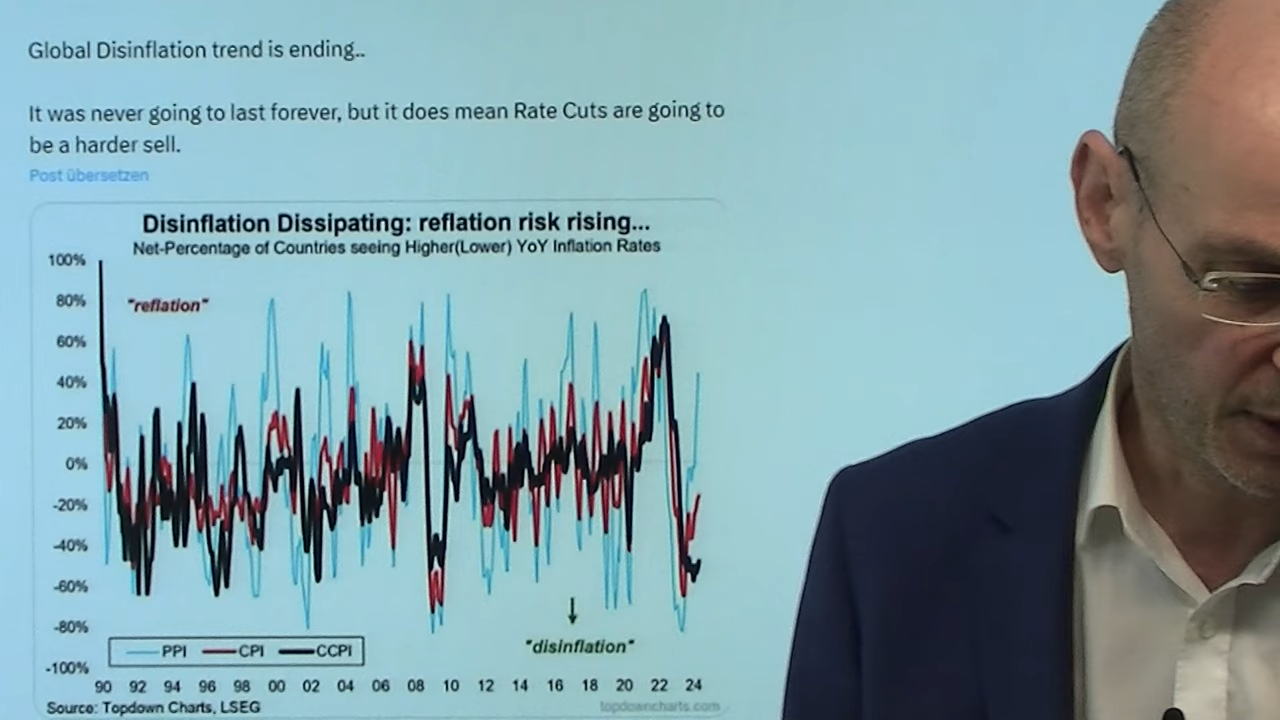 Global Disinflation trend is ending..
It was never going to last forever, but it does mean Rate Cuts are going to
be a harder sell.
Post übersetzen
Disinflation Dissipating: reflation risk rising...
Net-Percentage of Countries seeing Higher(Lower) YoY Inflation Rates
100%
80%
"reflation"
60%
40%
20%
0%
-20%
-40%
-60%
-80%
"disinflation"
PPI CPI CCPI
-100%
90 92 94 96 98 00 02 04 06 08 10 12 14 16 18 20 22 24
Source: Topdown Charts, LSEG
topdowncharts.com